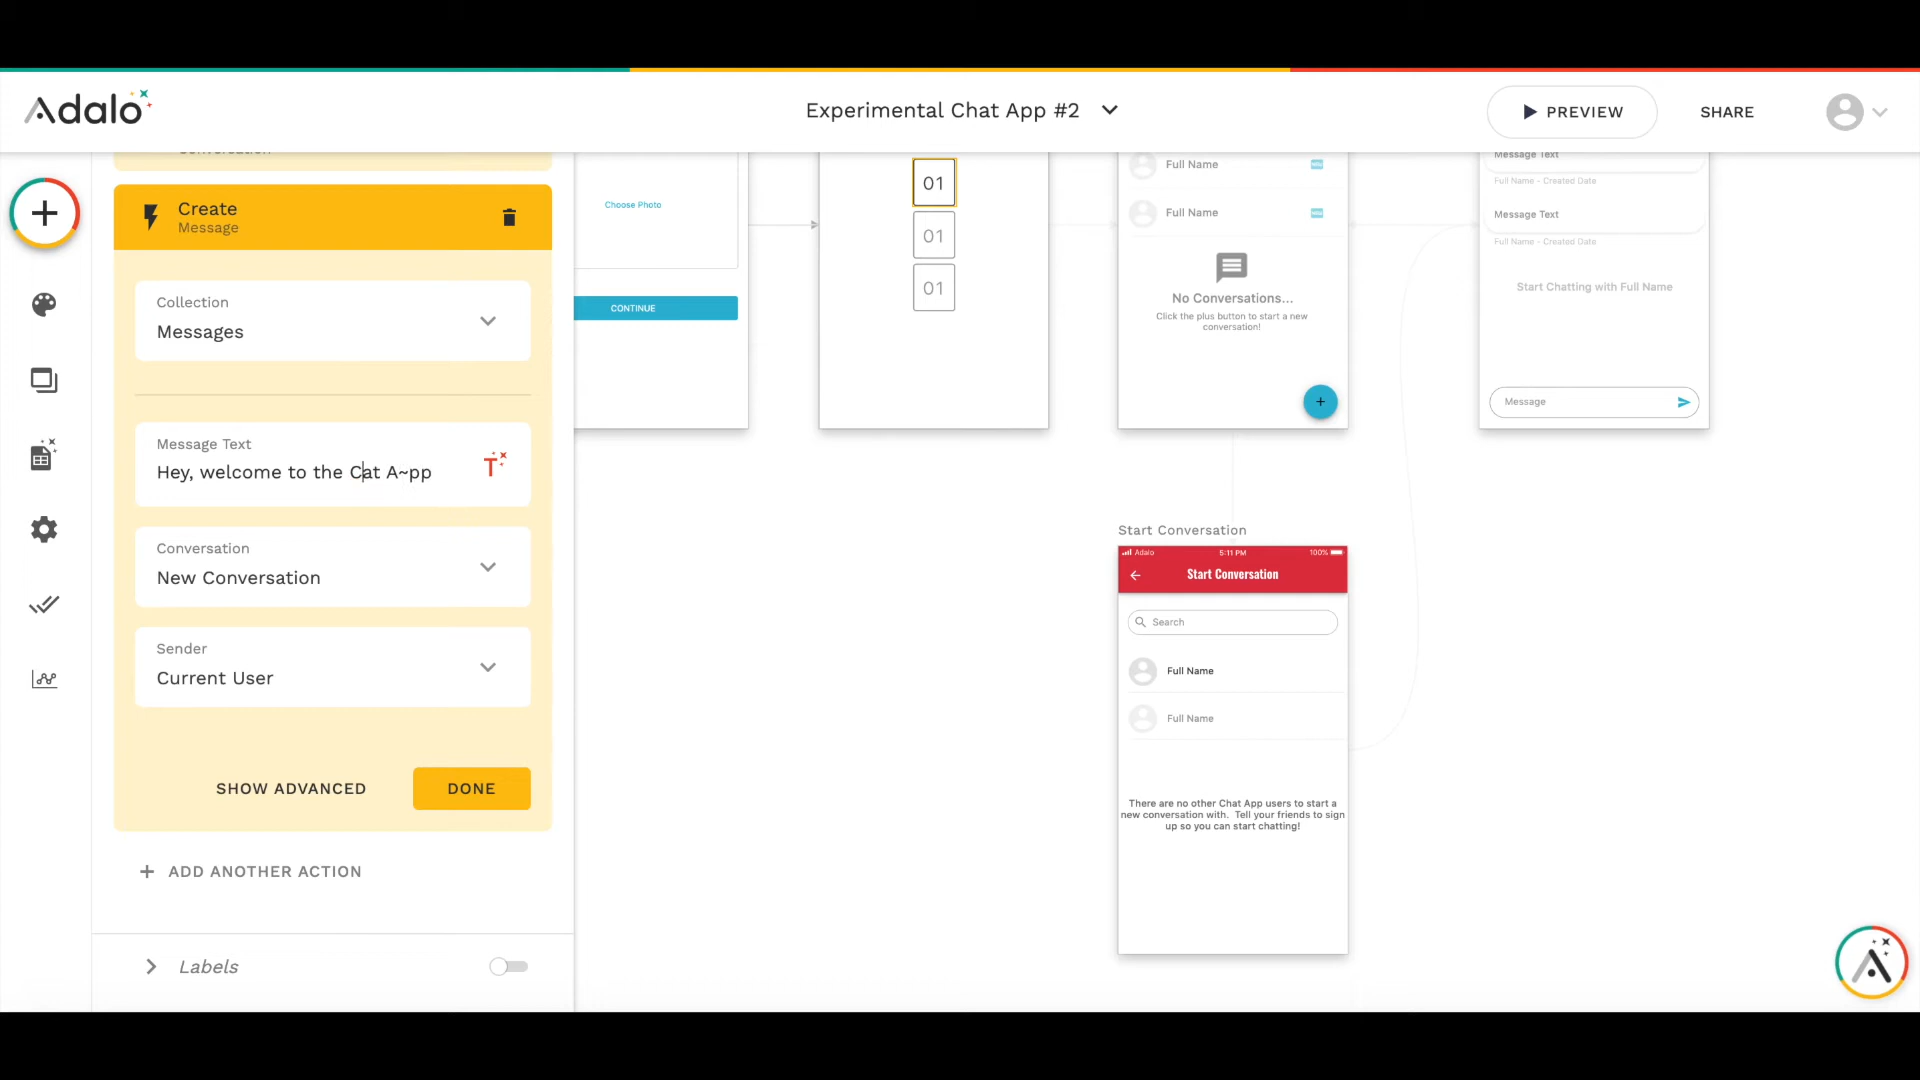 Adalo
Experimental Chat App #2
PREVIEW
SHARE
Create
Message
Collection
Messages
Message Text
Hey, welcome to the Cat A~pp
Conversation
New Conversation
Sender
Current User
SHOW ADVANCED
DONE
ADD ANOTHER ACTION
Labels
Choose Photo
CONTINUE
01
01
01
Full Name
Full Name
No Conversations...
Click the plus button to start a new
conversation!
+
Message Text
Full Name - Created Date
Message Text
Full Name - Created Date
Start Chatting with Full Name
Message
Start Conversation
Adalo
5:11 PM
100%
Start Conversation
Search
Full Name
Full Name
There are no other Chat App users to start a
new conversation with. Tell your friends to sign
up so you can start chatting!